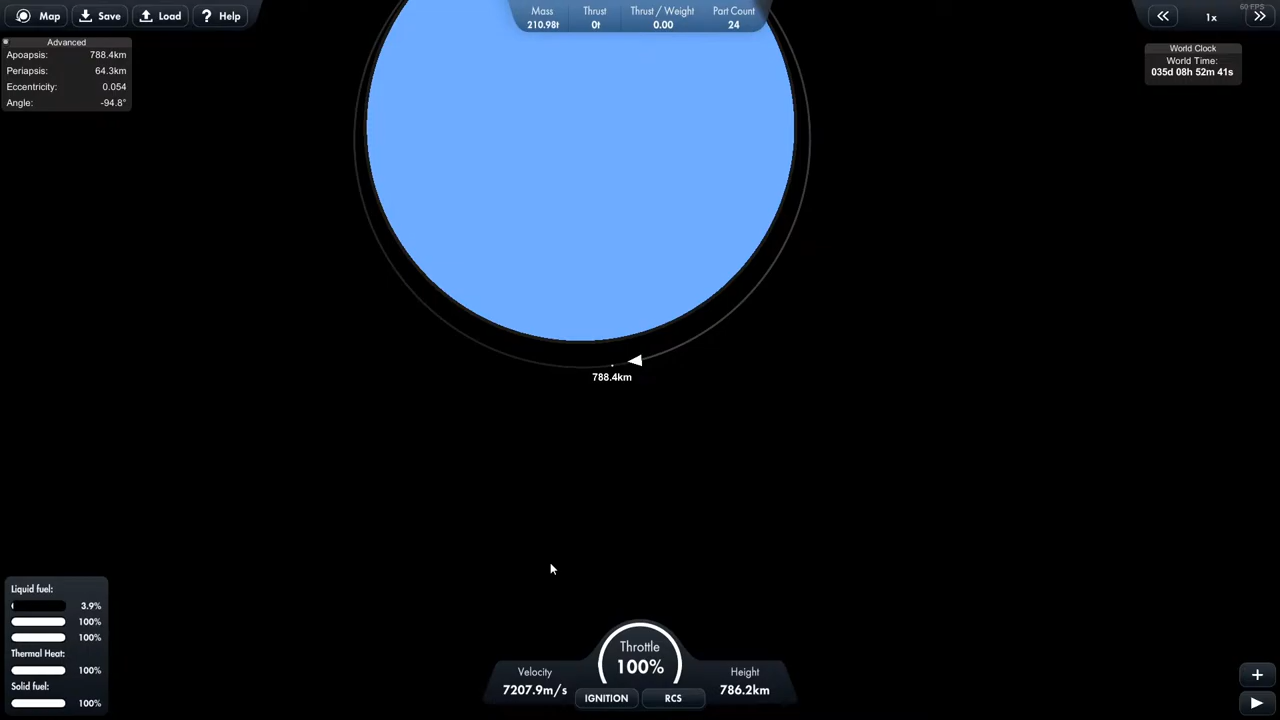 Map
Save
Load
Help
Mass
210.98t
Thrust
0t
Thrust / Weight
0.00
Part Count
24
1x
60 FPS
Advanced
Apoapsis: 788.4km
Periapsis: 64.3km
Eccentricity: 0.054
Angle: -94.8°
World Clock
World Time:
035d 08h 52m 41s
788.4km
Liquid fuel:
3.9%
100%
100%
Thermal Heat:
100%
Solid fuel:
100%
Throttle
100%
Velocity
7207.9m/s
IGNITION
RCS
Height
786.2km